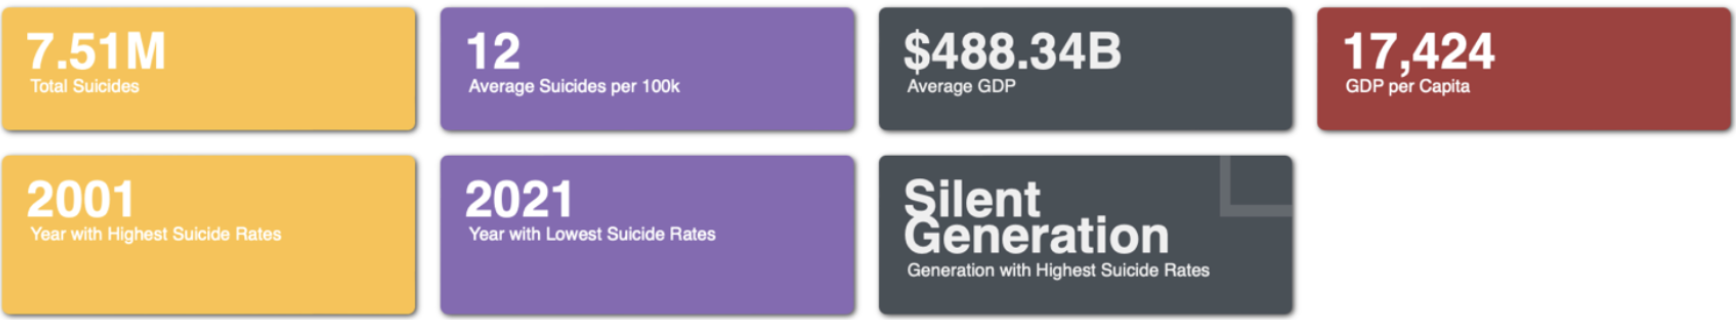 7.51M
Total Suicides
12
Average Suicides per 100k
$488.34B
Average GDP
17,424
GDP per Capita
2001
Year with Highest Suicide Rates
2021
Year with Lowest Suicide Rates
Silent
Generation
Generation with Highest Suicide Rates